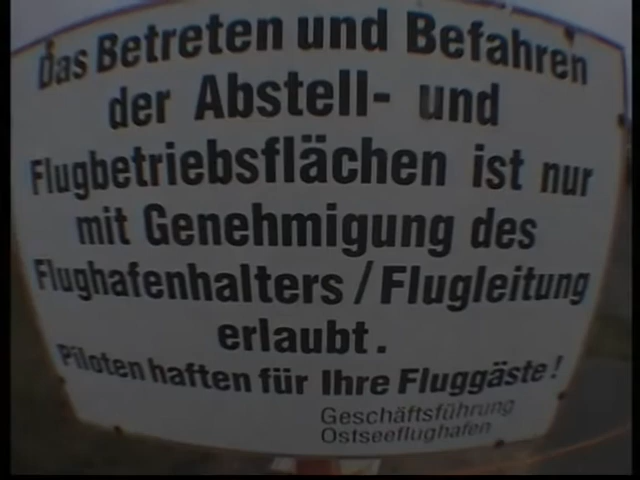 Das Betreten und Befahren
der Abstell- und
Flugbetriebsflächen ist nur
mit Genehmigung des
Flughafenhalters / Flugleitung
erlaubt.
Piloten haften für Ihre Fluggäste!
Geschäftsführung
Ostseeflughafen